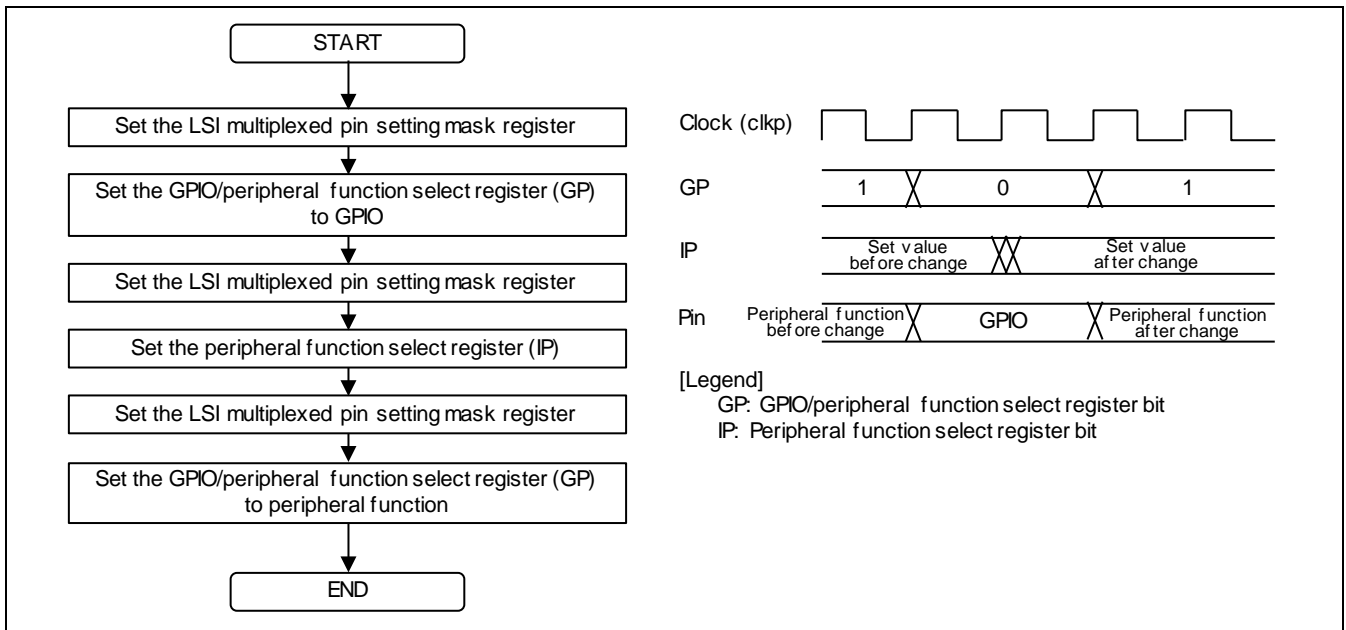 START
Set the LSI multiplexed pin setting mask register
Set the GPIO/peripheral function select register (GP)
to GPIO
Set the LSI multiplexed pin setting mask register
Set the peripheral function select register (IP)
Set the LSI multiplexed pin setting mask register
Set the GPIO/peripheral function select register (GP)
to peripheral function
END
Clock (clkp)
GP
1
0
1
IP
Set value
before change
Set value
after change
Pin
Peripheral function
before change
GPIO
Peripheral function
after change
[Legend]
GP: GPIO/peripheral function select register bit
IP: Peripheral function select register bit